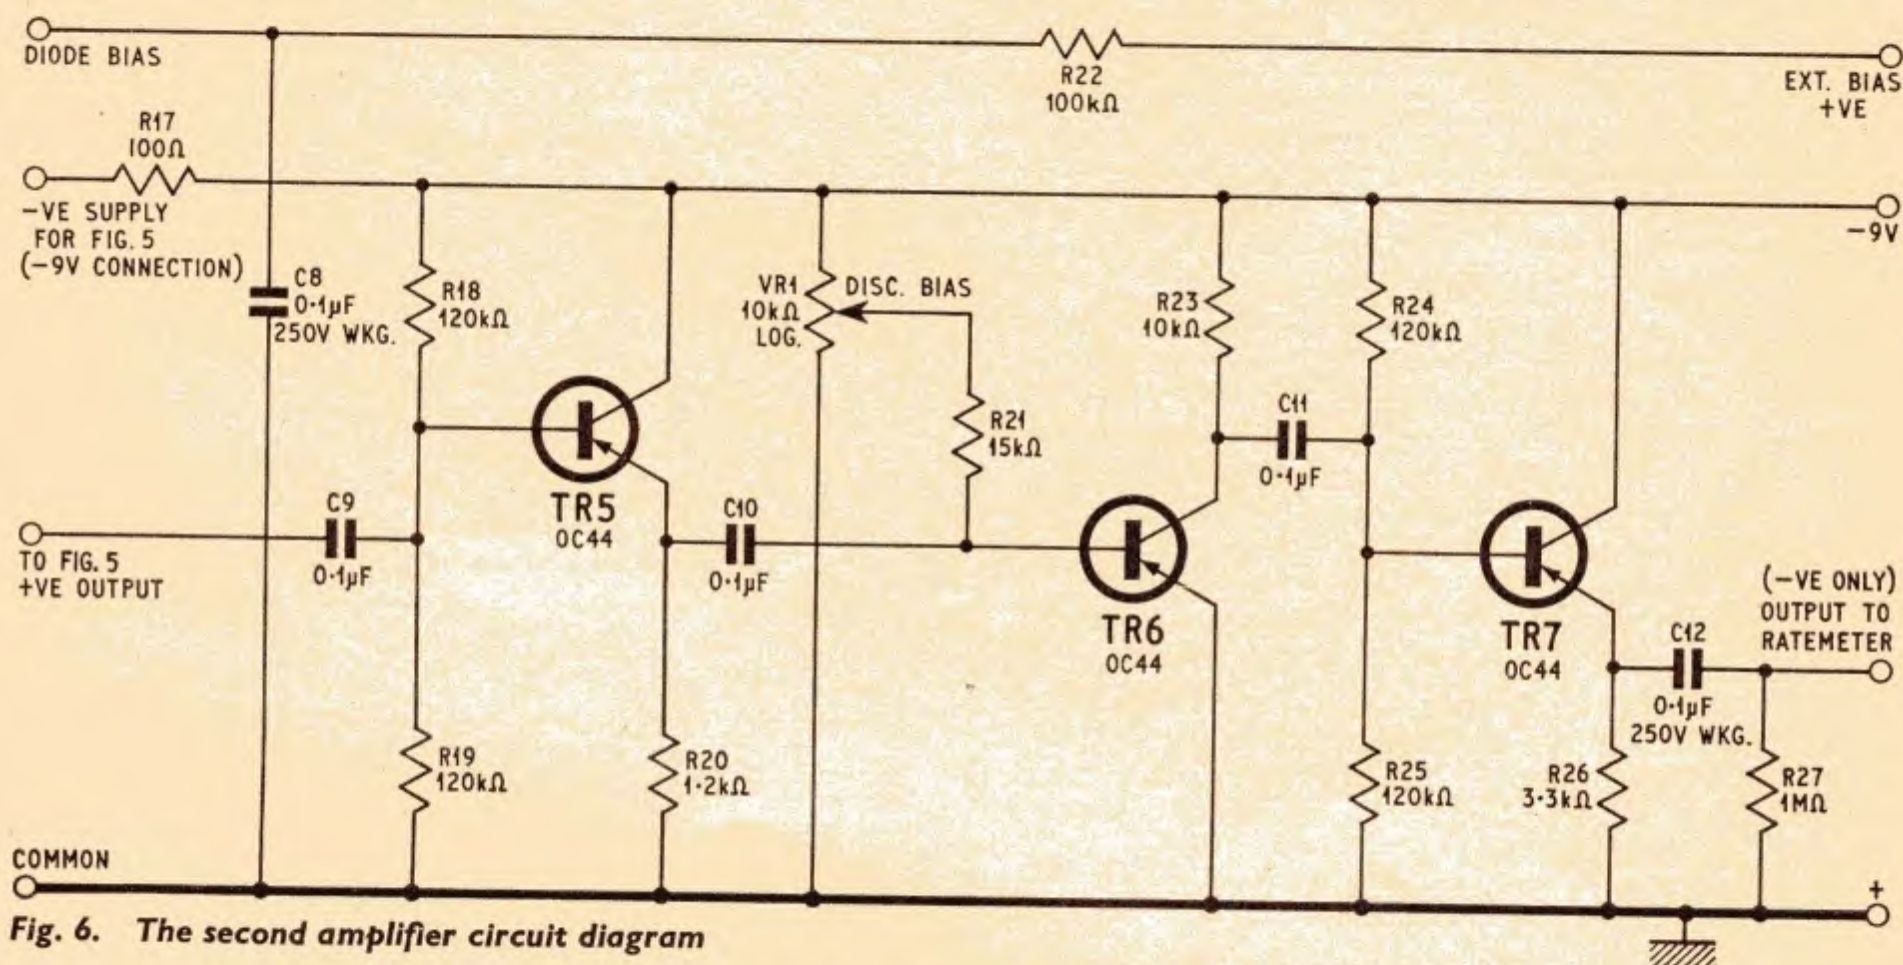 DIODE BIAS
R22
100kΩ
EXT. BIAS
+VE
R17
100Ω
-VE SUPPLY
FOR FIG. 5
(-9V CONNECTION)
-9V
C8
0·1µF
250V WKG.
R18
120kΩ
VR1
10kΩ
LOG.
DISC. BIAS
R23
10kΩ
R24
120kΩ
R21
15kΩ
C11
0·1µF
TR5
OC44
C9
0·1µF
TO FIG. 5
+VE OUTPUT
C10
0·1µF
TR6
OC44
TR7
OC44
(-VE ONLY)
OUTPUT TO
RATEMETER
C12
0·1µF
250V WKG.
R19
120kΩ
R20
1·2kΩ
R25
120kΩ
R26
3·3kΩ
R27
1MΩ
COMMON
+
Fig. 6. The second amplifier circuit diagram